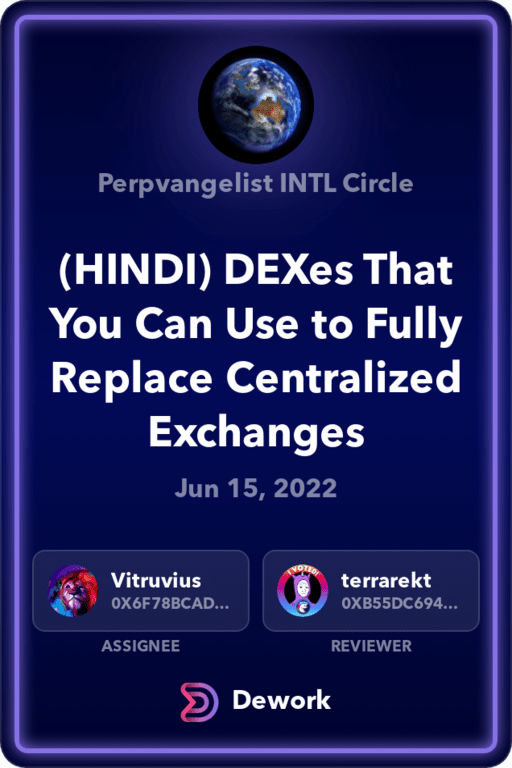 Perpvangelist INTL Circle
(HINDI) DEXes That
You Can Use to Fully
Replace Centralized
Exchanges
Jun 15, 2022
Vitruvius
0X6F78BCAD...
ASSIGNEE
I VOTED!
terrarekt
0XB55DC694...
REVIEWER
Dework